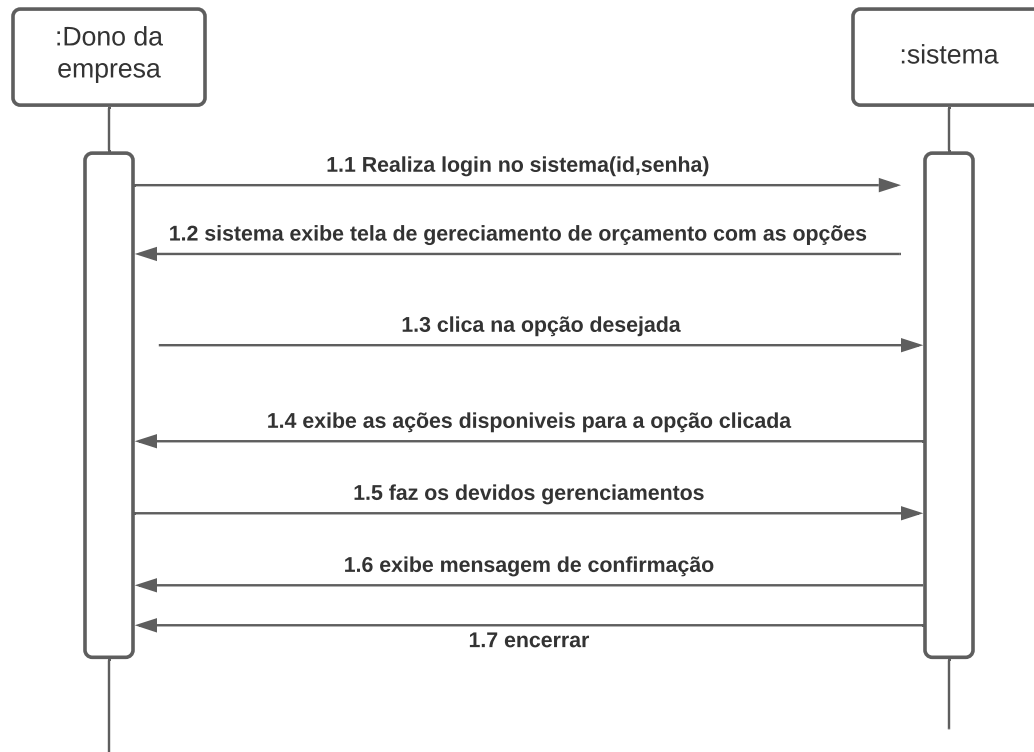 :Dono da
empresa
:sistema
1.1 Realiza login no sistema(id,senha)
1.2 sistema exibe tela de gereciamento de orçamento com as opções
1.3 clica na opção desejada
1.4 exibe as ações disponiveis para a opção clicada
1.5 faz os devidos gerenciamentos
1.6 exibe mensagem de confirmação
1.7 encerrar